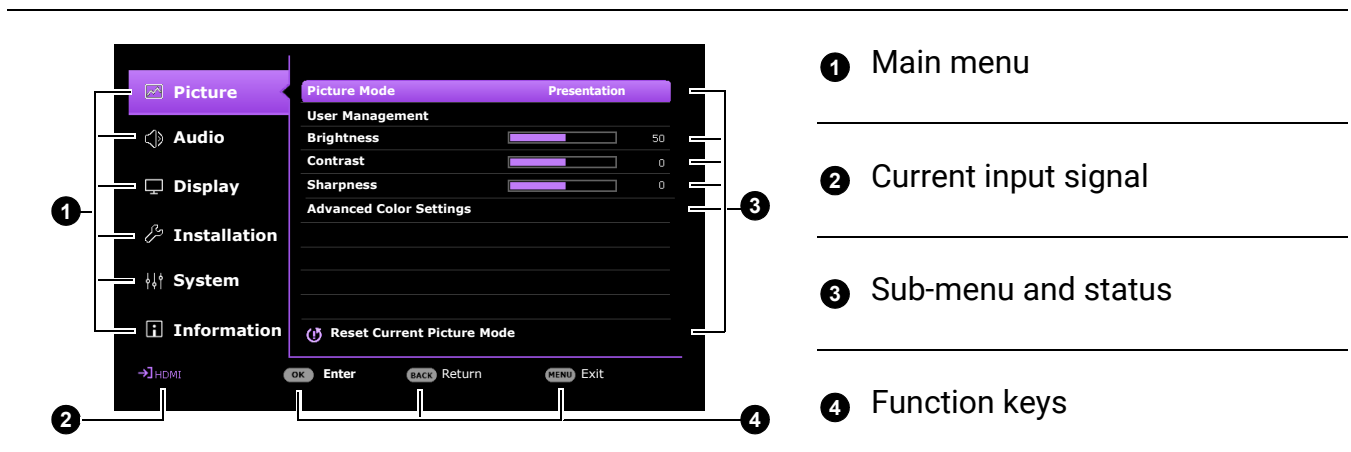 Picture
Audio
Display
Installation
System
Information
Picture Mode Presentation
User Management
Brightness 50
Contrast 0
Sharpness 0
Advanced Color Settings
Reset Current Picture Mode
HDMI
OK Enter
BACK Return
MENU Exit
1
2
3
4
1 Main menu
2 Current input signal
3 Sub-menu and status
4 Function keys